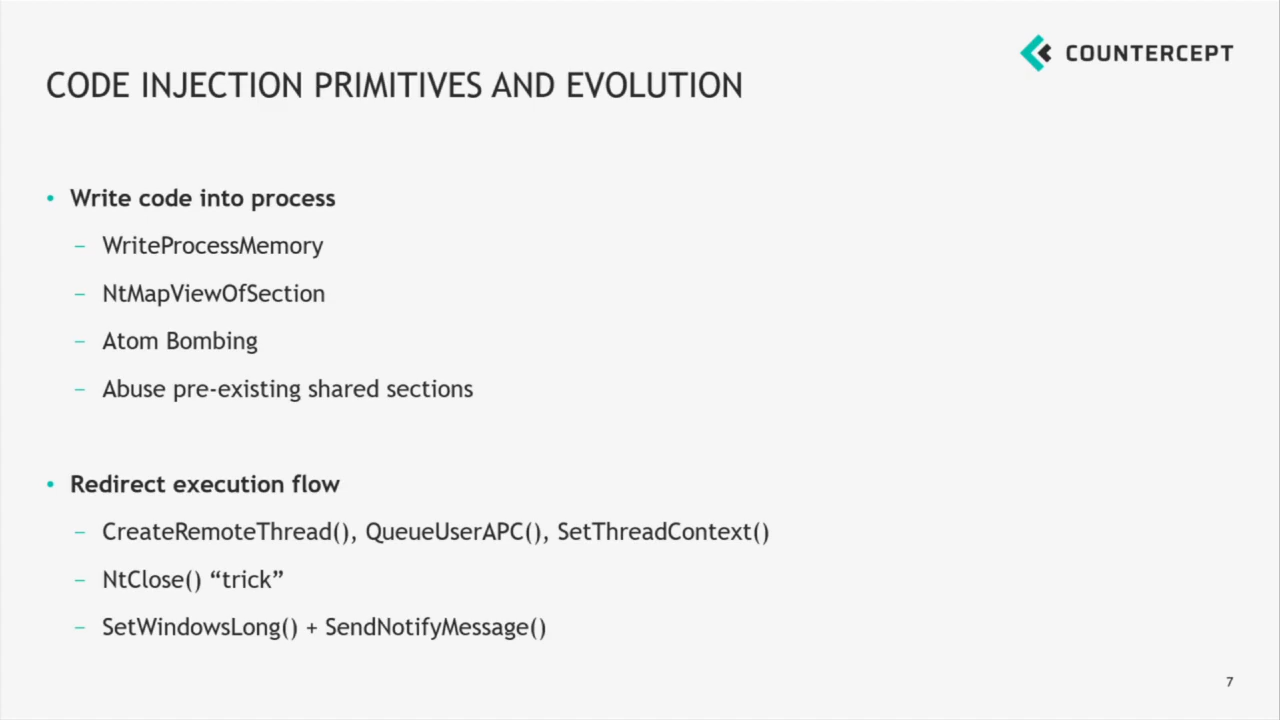 COUNTERCEPT
CODE INJECTION PRIMITIVES AND EVOLUTION
• Write code into process
– WriteProcessMemory
– NtMapViewOfSection
– Atom Bombing
– Abuse pre-existing shared sections
• Redirect execution flow
– CreateRemoteThread(), QueueUserAPC(), SetThreadContext()
– NtClose() “trick”
– SetWindowsLong() + SendNotifyMessage()
7